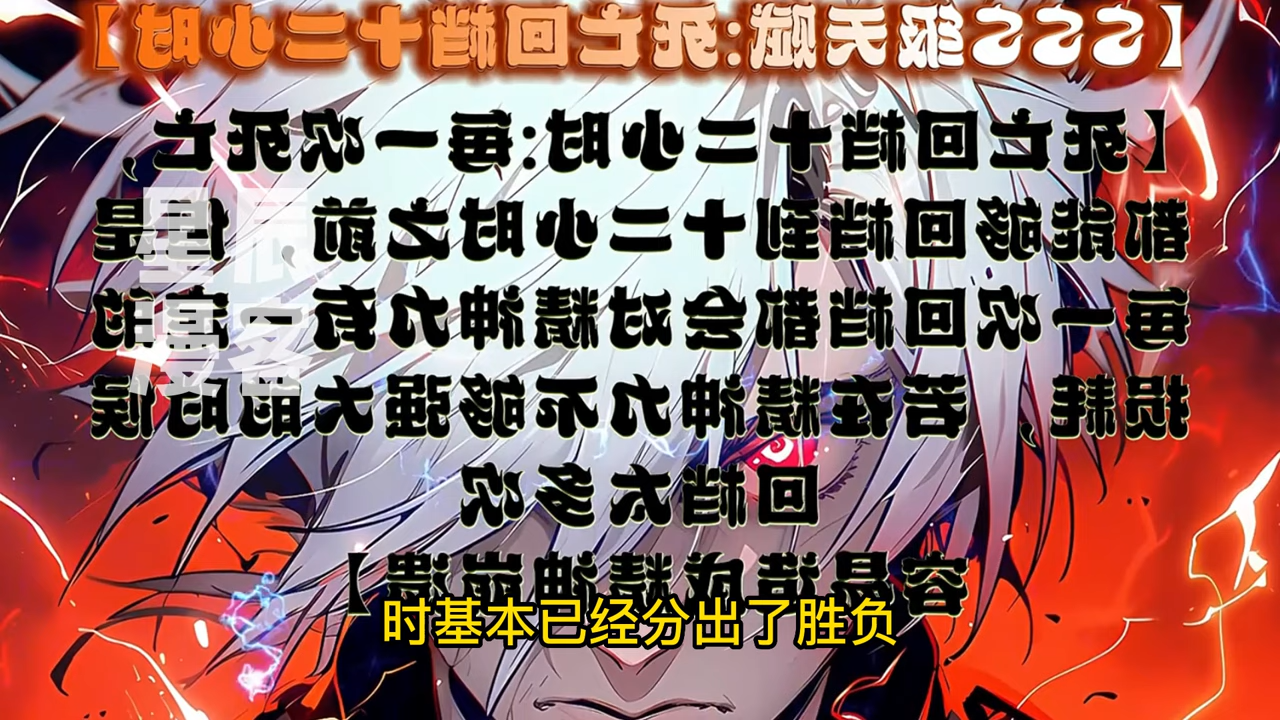 【SSS级天赋:死亡回档十二小时】
【死亡回档十二小时:每一次死亡,
都能够回档到十二小时之前，但是
每一次回档都会对精神力有一定的
损耗，若在精神力不够强大的时候
回档太多次
容易造成精神崩溃】
时基本已经分出了胜负
星辰